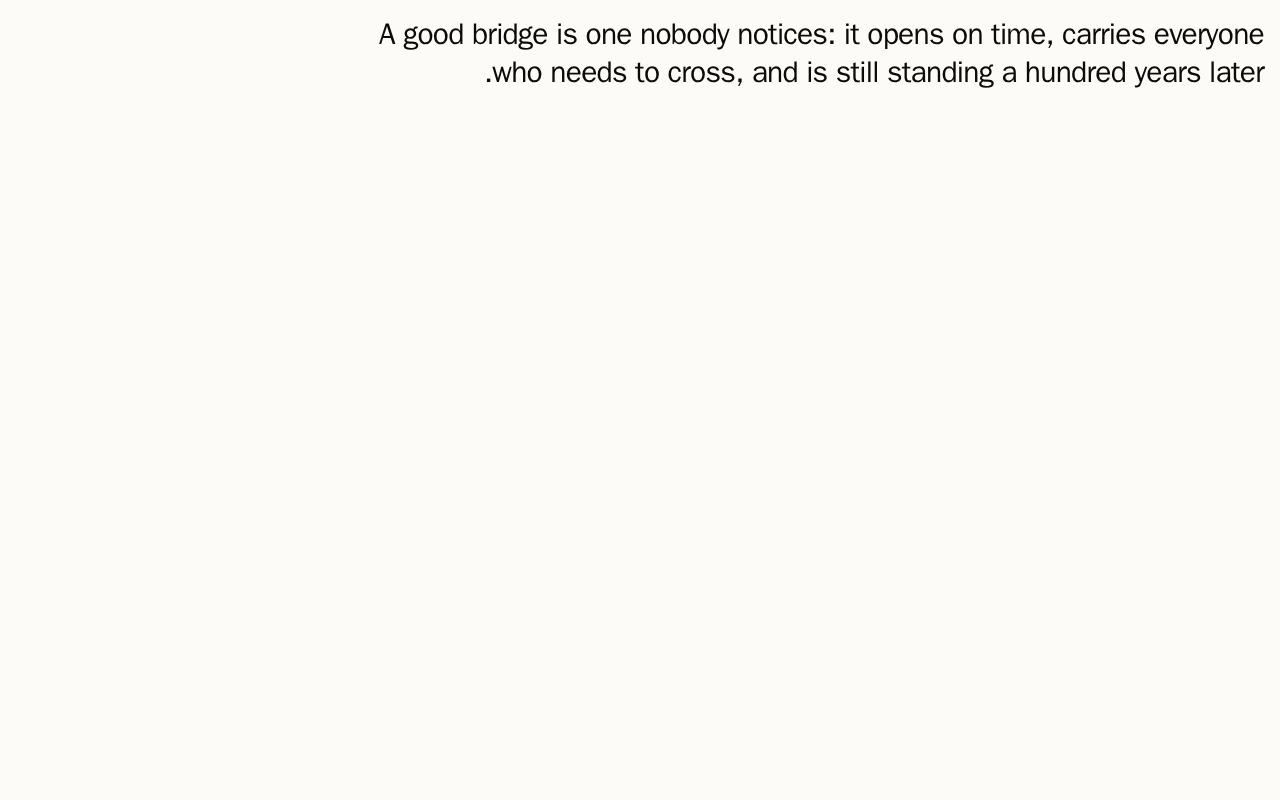 A good bridge is one nobody notices: it opens on time, carries everyone
who needs to cross, and is still standing a hundred years later.